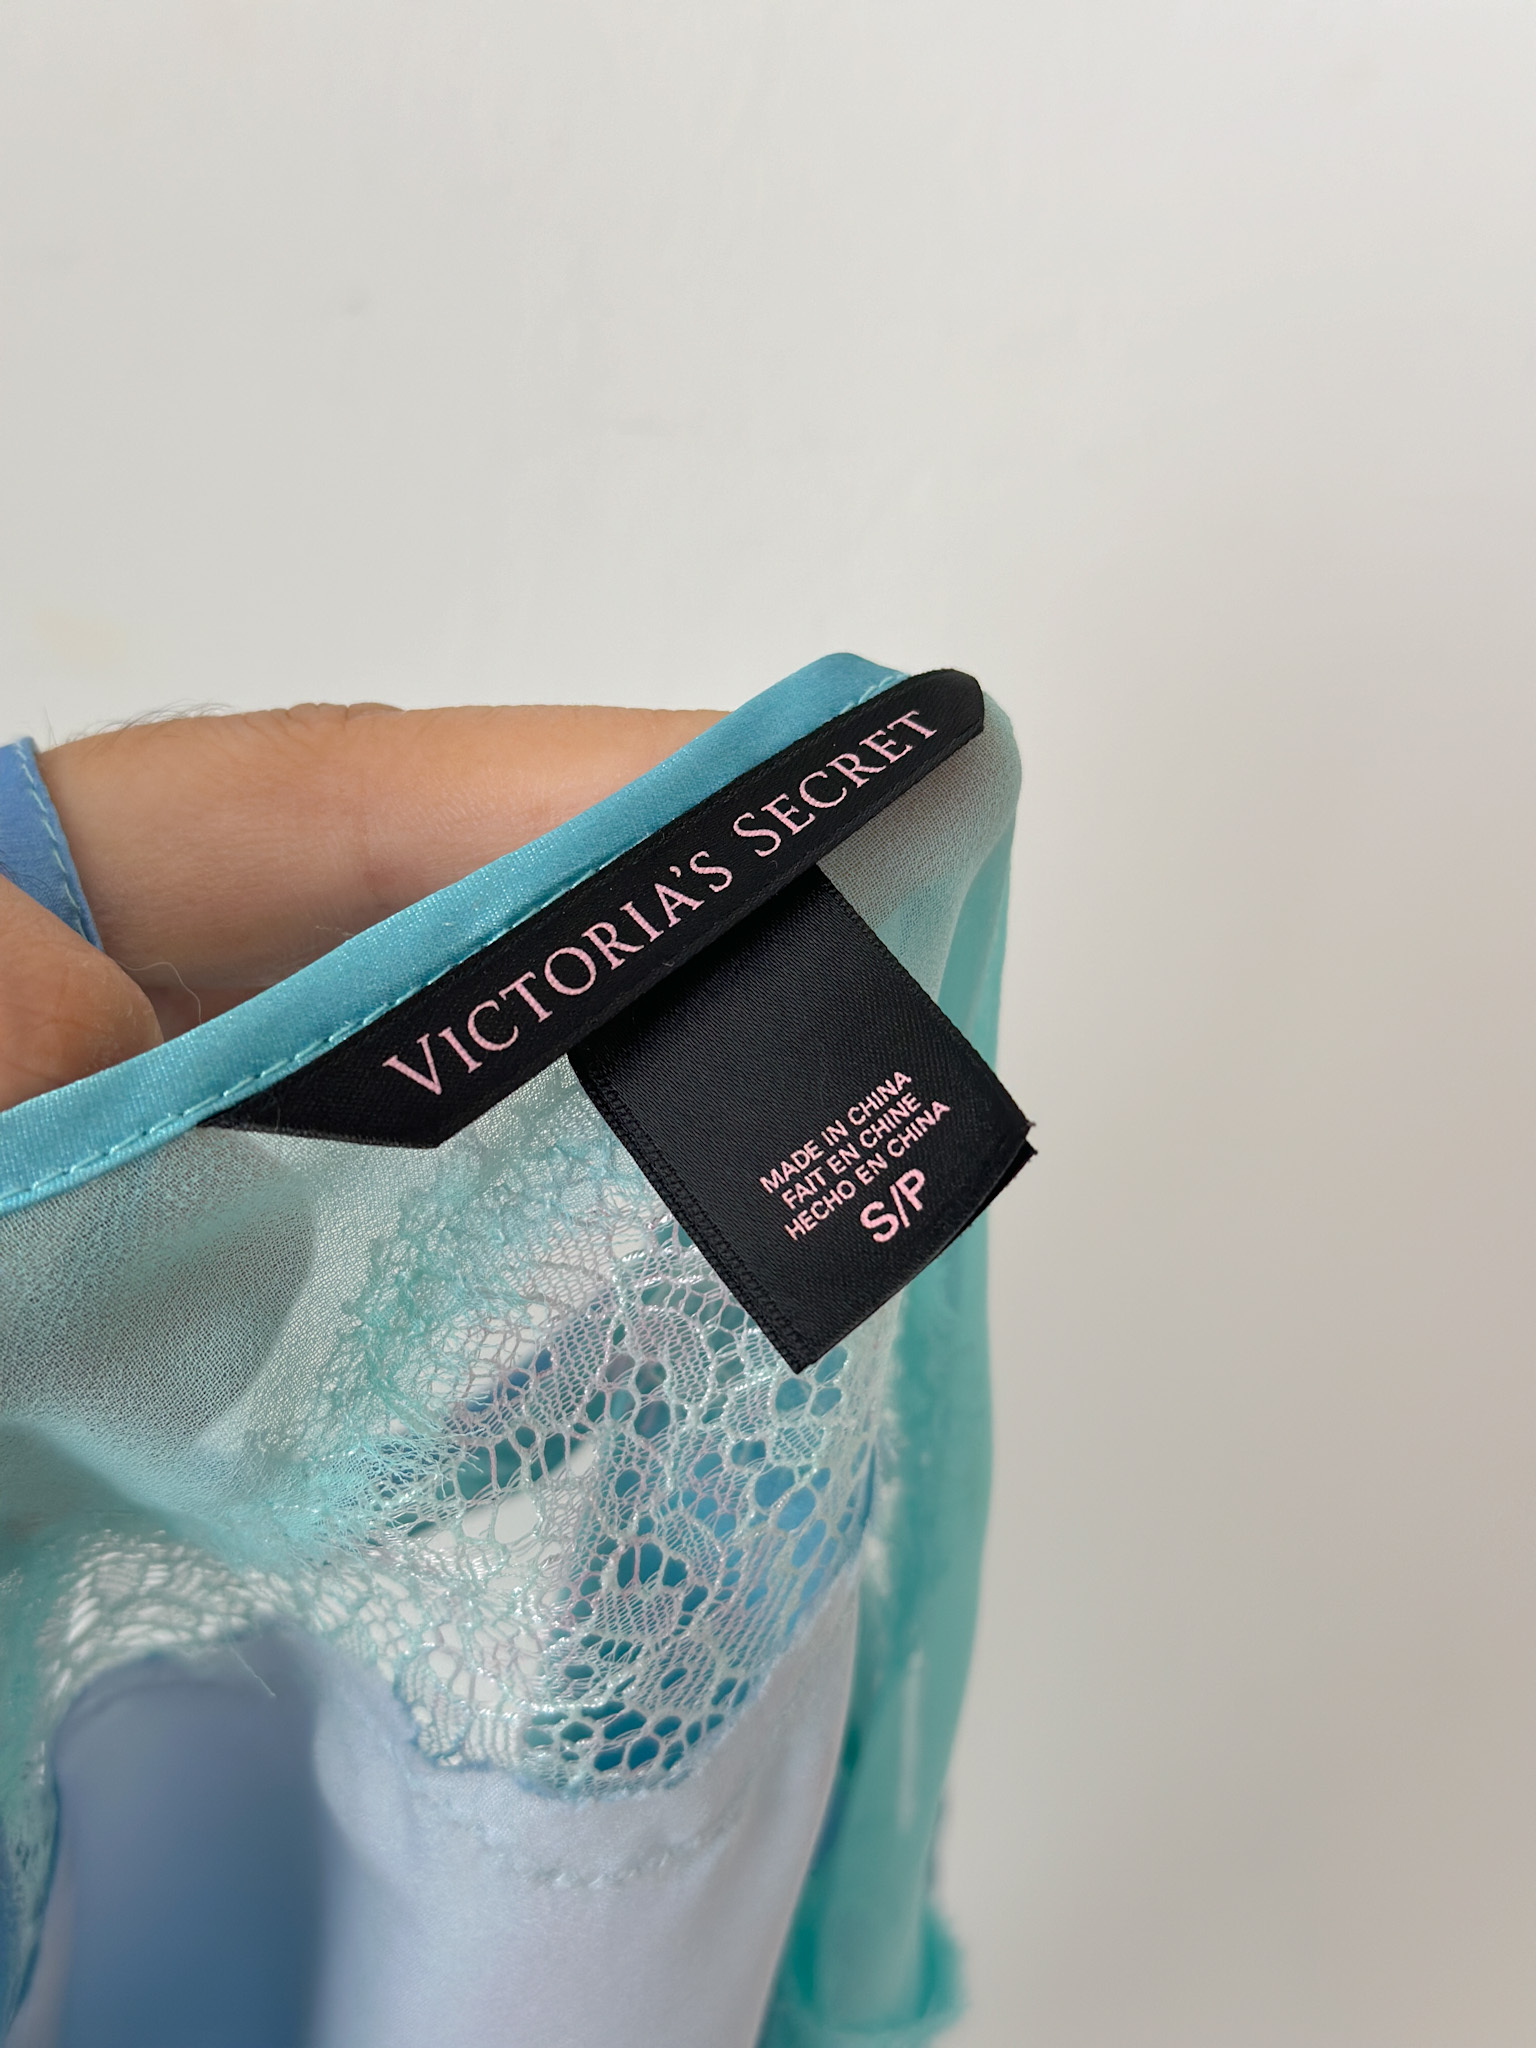 VICTORIA'S SECRET
MADE IN CHINA
FAIT EN CHINE
HECHO EN CHINA
S/P